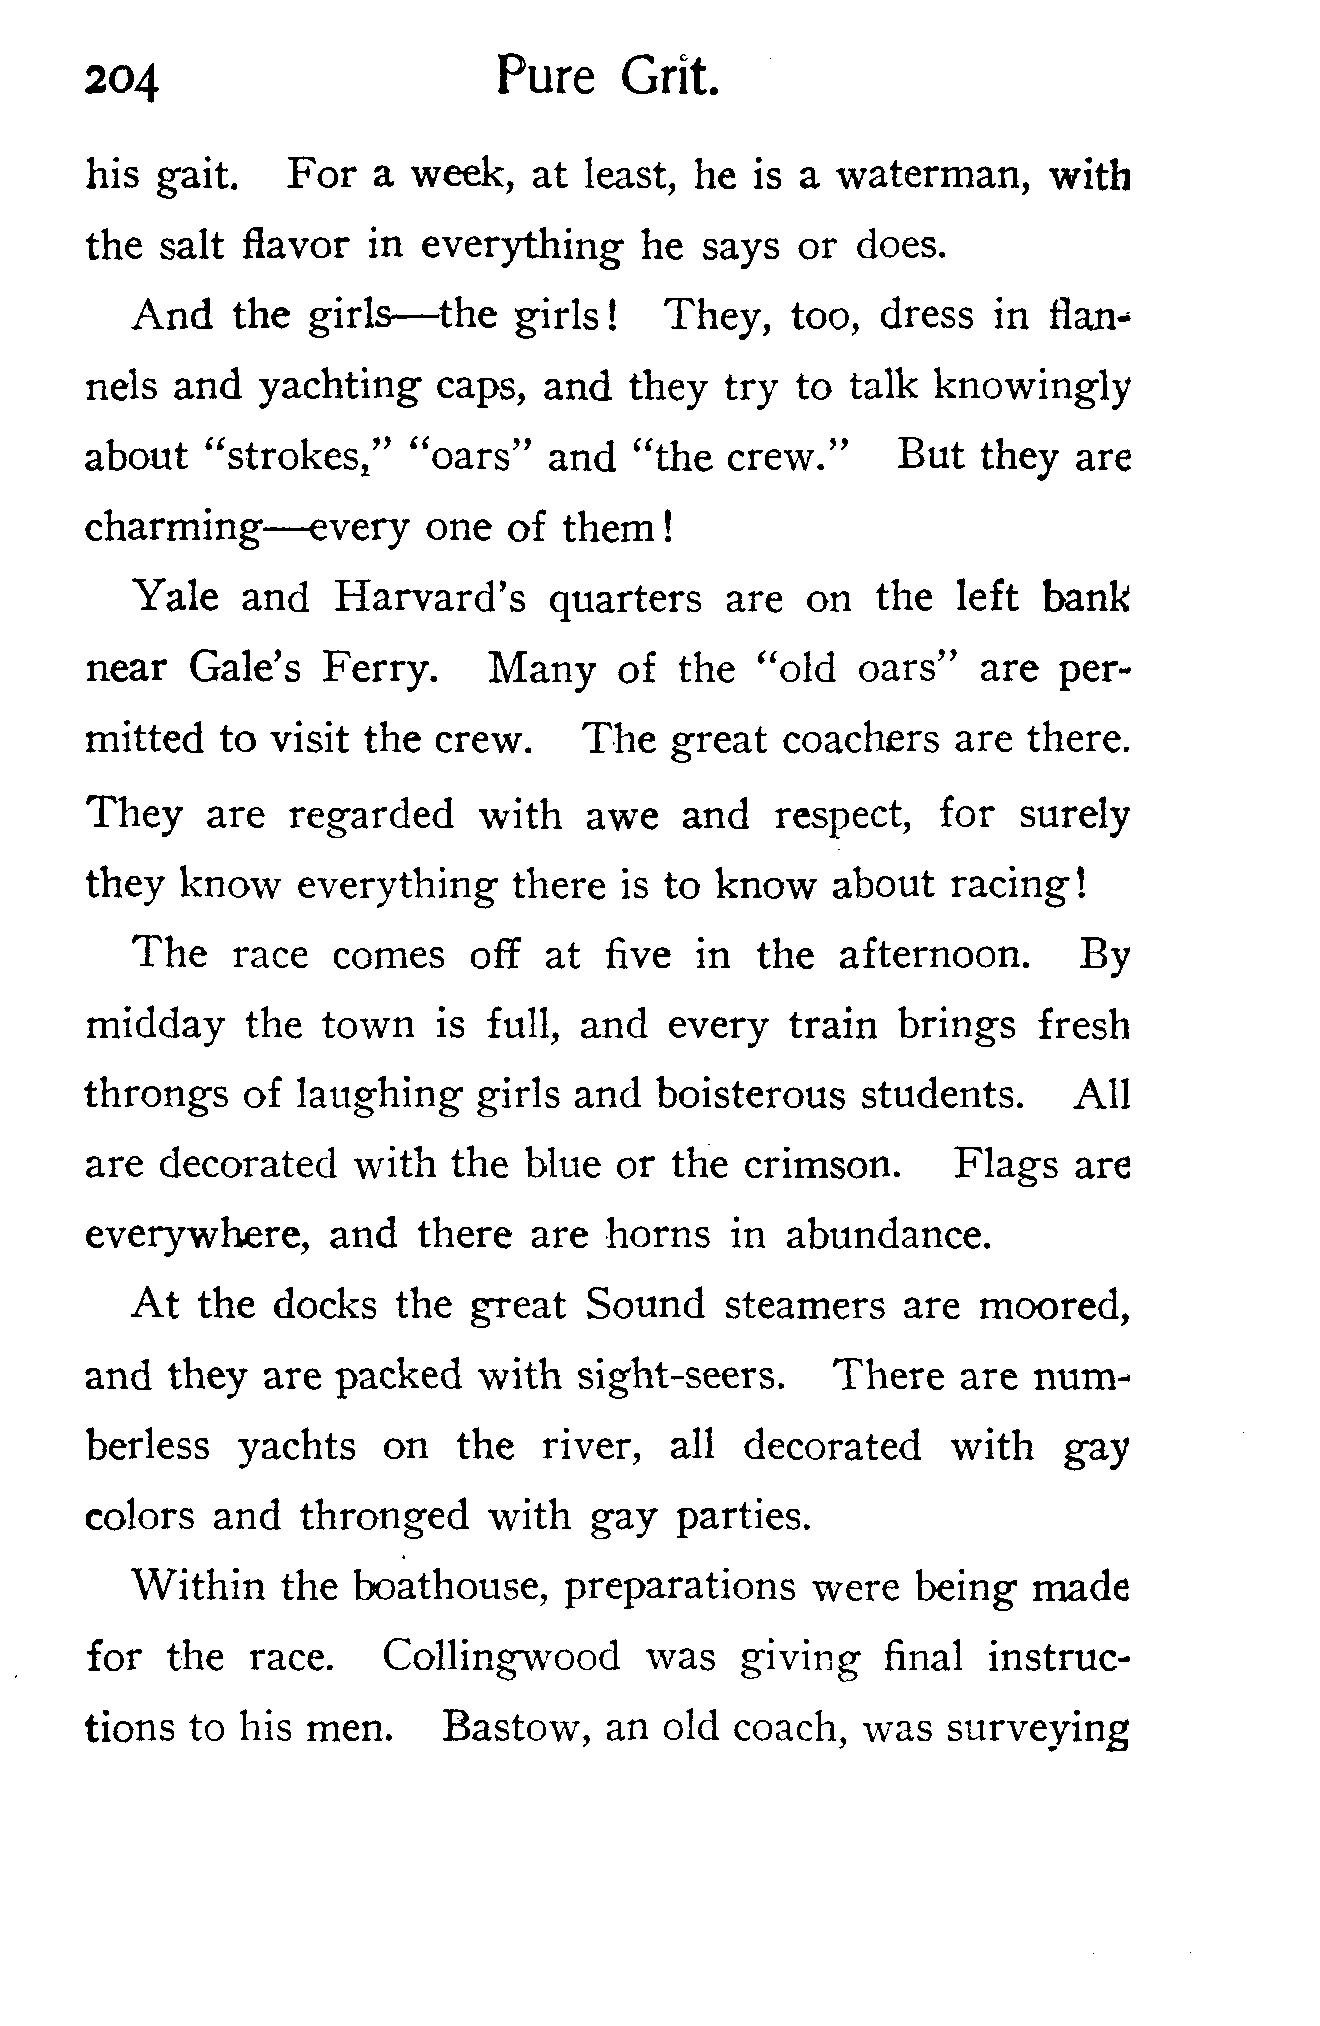 204 Pure Grit.
his gait. For a week, at least, he is a waterman, with
the salt flavor in everything he says or does.
And the girls—the girls! They, too, dress in flan-
nels and yachting caps, and they try to talk knowingly
about “strokes,” “oars” and “the crew.” But they are
charming—every one of them!
Yale and Harvard’s quarters are on the left bank
near Gale’s Ferry. Many of the “old oars” are per-
mitted to visit the crew. The great coachers are there.
They are regarded with awe and respect, for surely
they know everything there is to know about racing!
The race comes off at five in the afternoon. By
midday the town is full, and every train brings fresh
throngs of laughing girls and boisterous students. All
are decorated with the blue or the crimson. Flags are
everywhere, and there are horns in abundance.
At the docks the great Sound steamers are moored,
and they are packed with sight-seers. There are num-
berless yachts on the river, all decorated with gay
colors and thronged with gay parties.
Within the boathouse, preparations were being made
for the race. Collingwood was giving final instruc-
tions to his men. Bastow, an old coach, was surveying